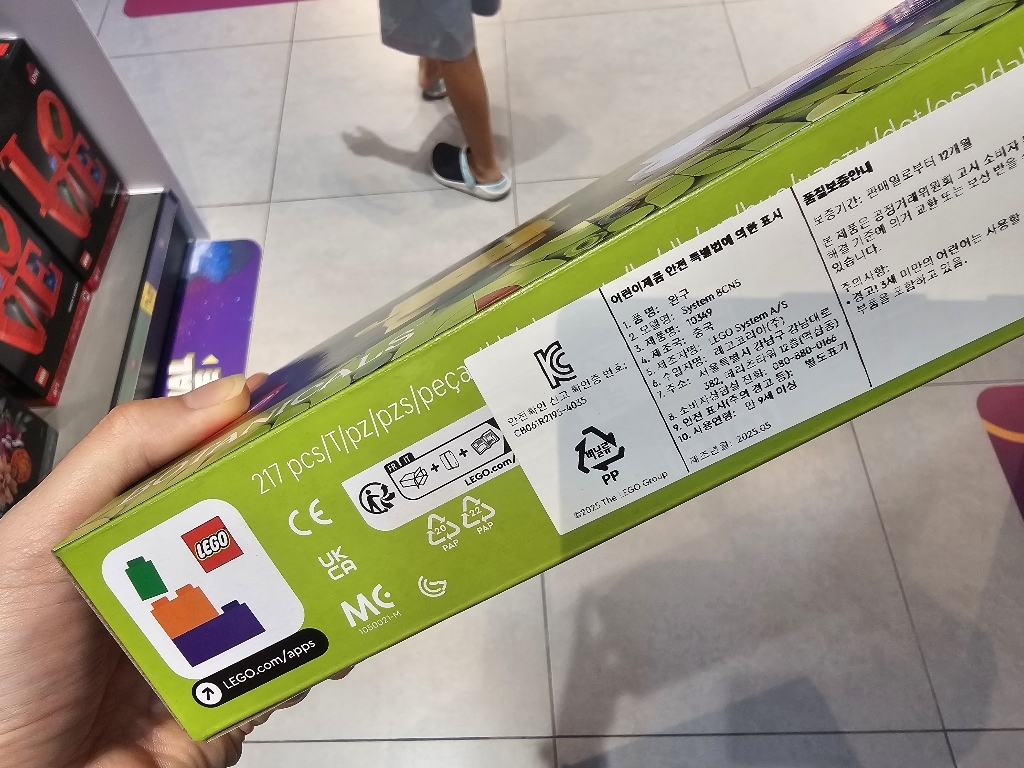 217 pcs/T/pz/pzs/peça
CE
UK
CA
MC
1050021-M
FR
LEGO.com/
20
PAP
22
PAP
LEGO
LEGO.com/apps
안전확인 신고 확인증 번호:
CB061R2195-4035
비닐류
PP
©2025 The LEGO Group
어린이제품 안전 특별법에 의한 표시
1. 품 명: 완구
2. 모델명: System BCNS
3. 제품명: 10349
4. 제조국: 중국
5. 제조자명: LEGO System A/S
6. 수입자명: 레고코리아(주)
7. 주소: 서울특별시 강남구 강남대로
382, 메리츠타워 12층(역삼동)
8. 소비자상담실 전화: 080-680-0166
9. 안전 표시(주의 경고 등): 별도표기
10. 사용연령: 만 9세 이상
제조년월: 2025.05
품질보증안내
보증기간: 판매일로부터 12개월
본 제품은 공정거래위원회 고시 소비자
해결 기준에 의거 교환 또는 보상 받을
있습니다.
주의사항:
• 경고! 3세 미만의 어린이는 사용할
부품을 포함하고 있음.